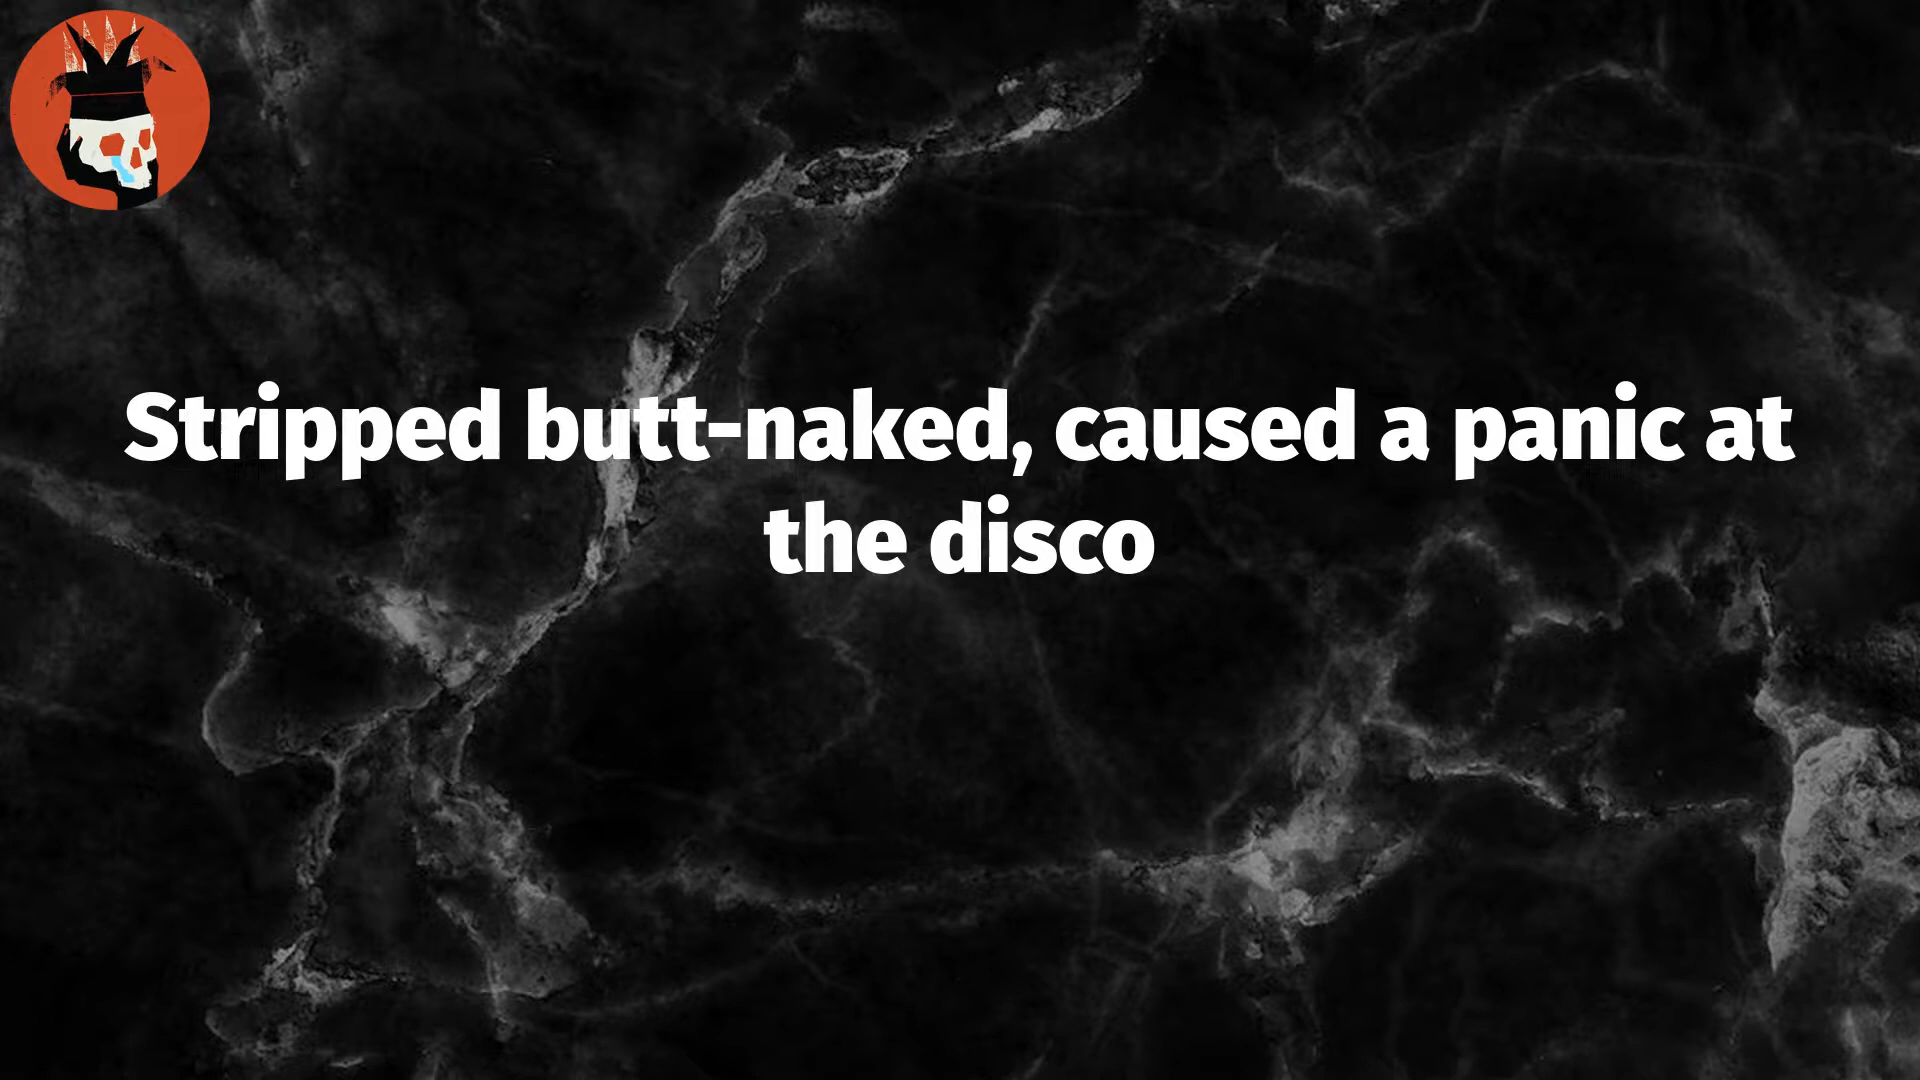 Stripped butt-naked, caused a panic at
the disco